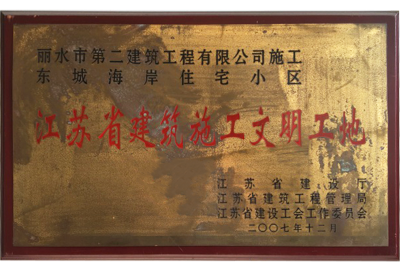 丽水市第二建筑工程有限公司施工
东城海岸住宅小区
江苏省建筑施工文明工地
江苏省建设厅
江苏省建筑工程管理局
江苏省建设工会工作委员会
二〇〇七年十二月